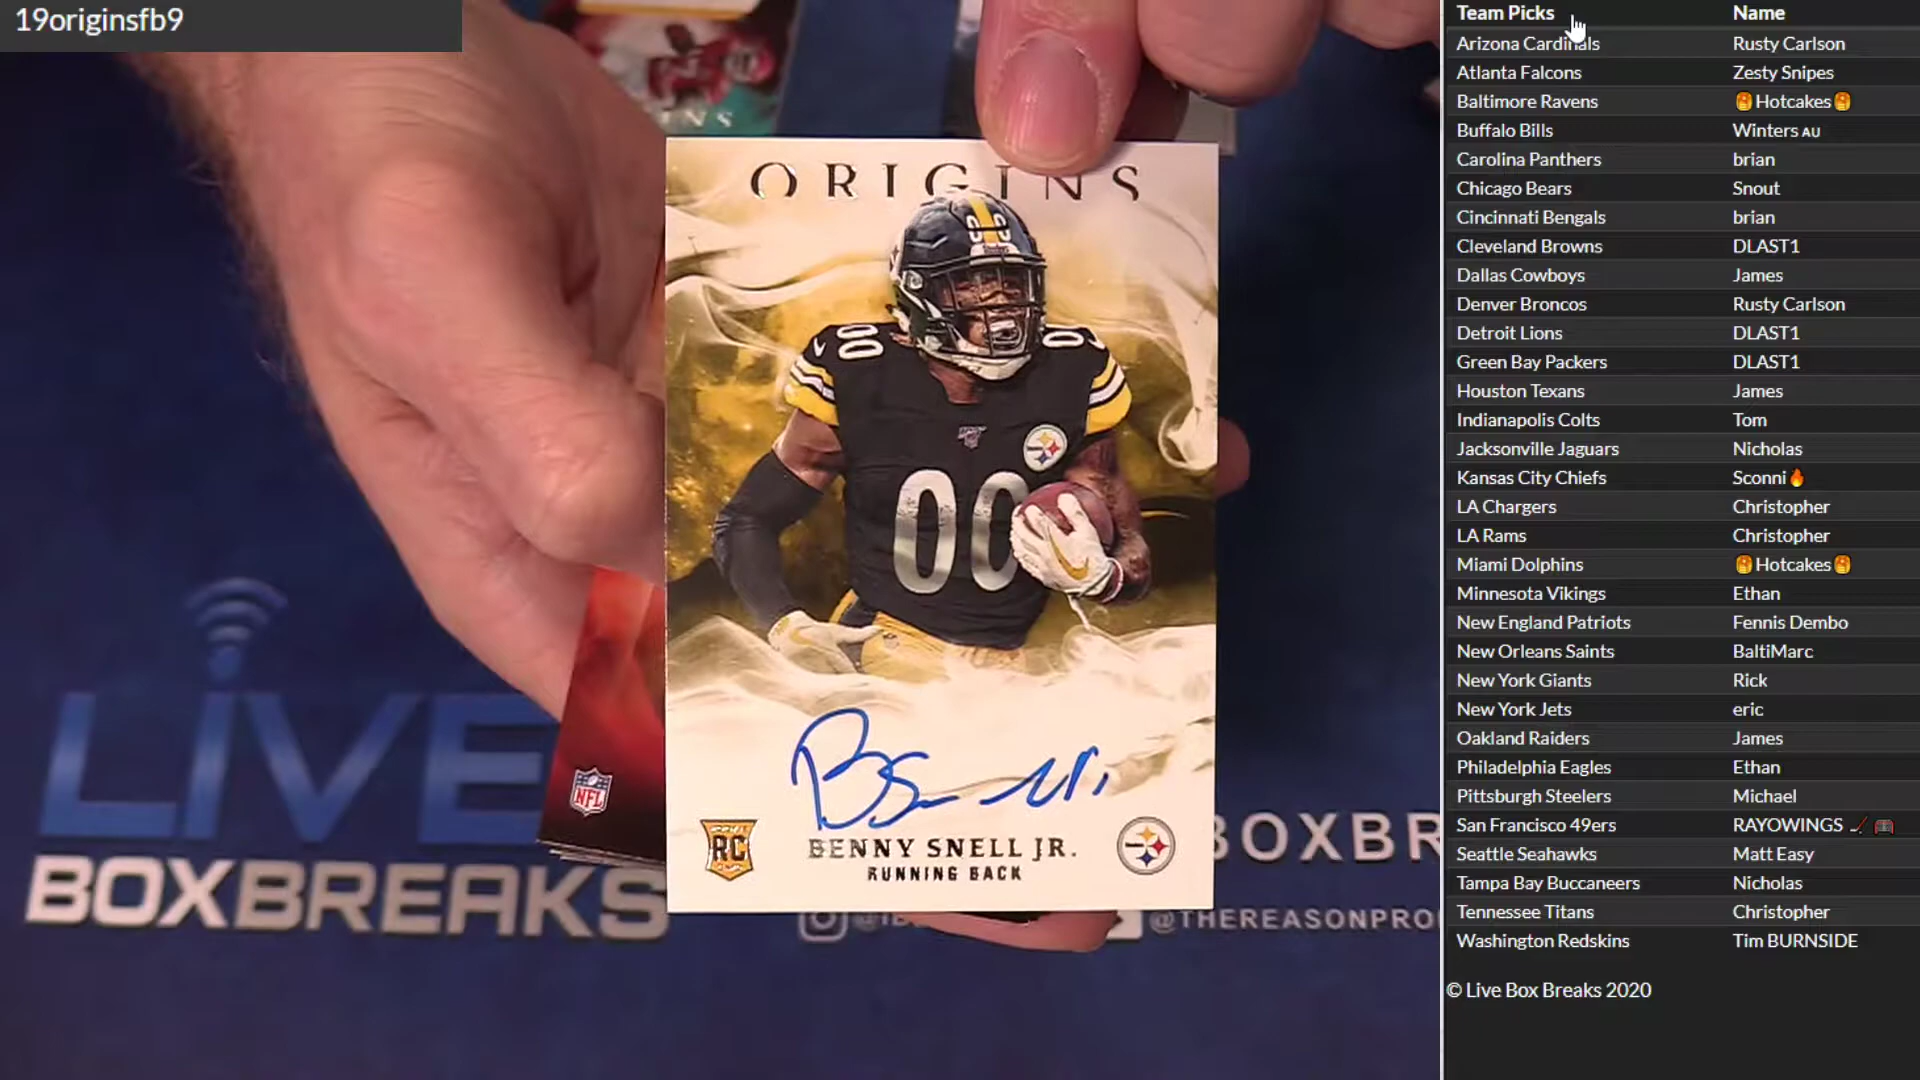 19originsfb9
Team Picks Name
Arizona Cardinals Rusty Carlson
Atlanta Falcons Zesty Snipes
Baltimore Ravens Hotcakes
Buffalo Bills Winters AU
Carolina Panthers brian
Chicago Bears Snout
Cincinnati Bengals brian
Cleveland Browns DLAST1
Dallas Cowboys James
Denver Broncos Rusty Carlson
Detroit Lions DLAST1
Green Bay Packers DLAST1
Houston Texans James
Indianapolis Colts Tom
Jacksonville Jaguars Nicholas
Kansas City Chiefs Sconni🔥
LA Chargers Christopher
LA Rams Christopher
Miami Dolphins Hotcakes
Minnesota Vikings Ethan
New England Patriots Fennis Dembo
New Orleans Saints BaltiMarc
New York Giants Rick
New York Jets eric
Oakland Raiders James
Philadelphia Eagles Ethan
Pittsburgh Steelers Michael
San Francisco 49ers RAYOWINGS
Seattle Seahawks Matt Easy
Tampa Bay Buccaneers Nicholas
Tennessee Titans Christopher
Washington Redskins Tim BURNSIDE
© Live Box Breaks 2020
ORIGINS
00
00
00
00
BENNY SNELL JR.
RUNNING BACK
RC
NFL
LiVE
BOXBREAKS
BOXBR
@THEREASONPRO